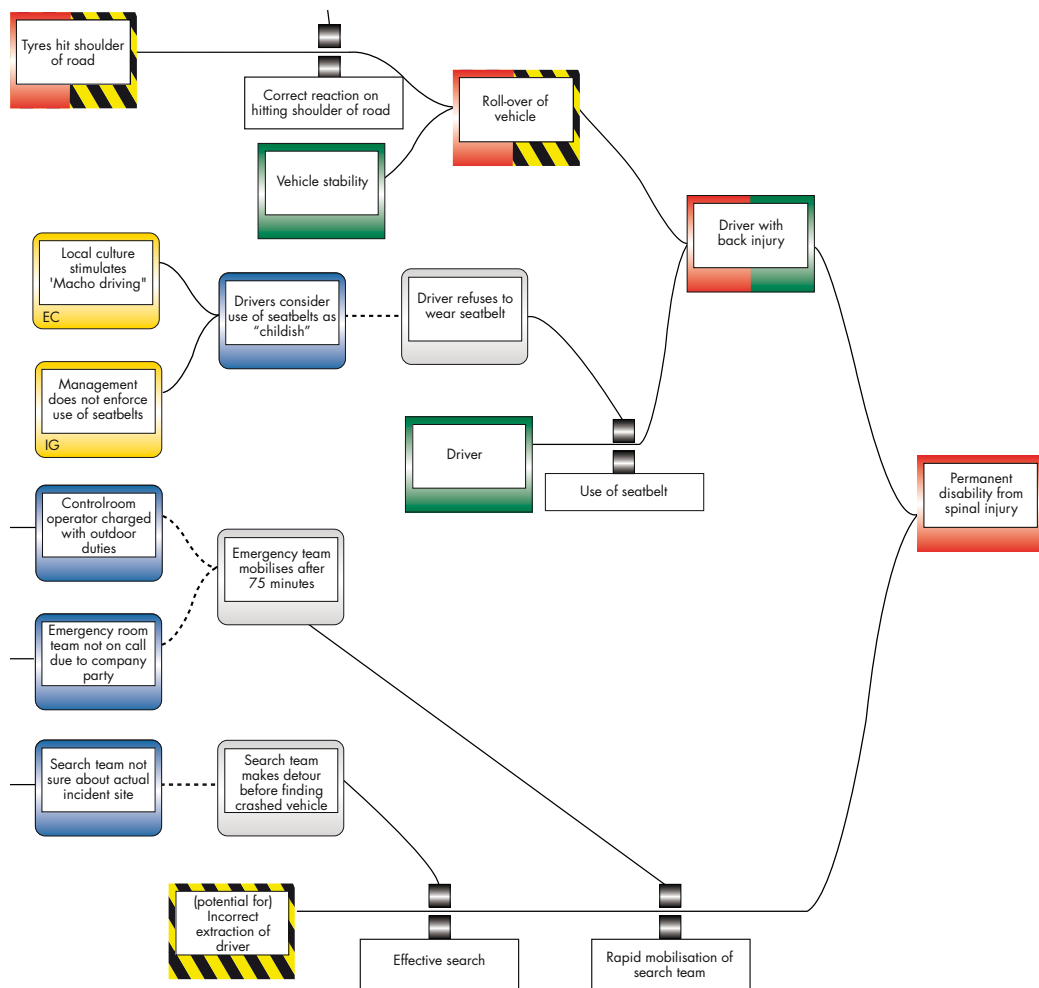 Tyres hit shoulder
of road
Correct reaction on
hitting shoulder of road
Roll-over of
vehicle
Vehicle stability
Driver with
back injury
Local culture
stimulates
'Macho driving"
EC
Drivers consider
use of seatbelts as
“childish”
Driver refuses to
wear seatbelt
Management
does not enforce
use of seatbelts
IG
Driver
Use of seatbelt
Permanent
disability from
spinal injury
Controlroom
operator charged
with outdoor
duties
Emergency team
mobilises after
75 minutes
Emergency room
team not on call
due to company
party
Search team not
sure about actual
incident site
Search team
makes detour
before finding
crashed vehicle
(potential for)
Incorrect
extraction of
driver
Effective search
Rapid mobilisation of
search team